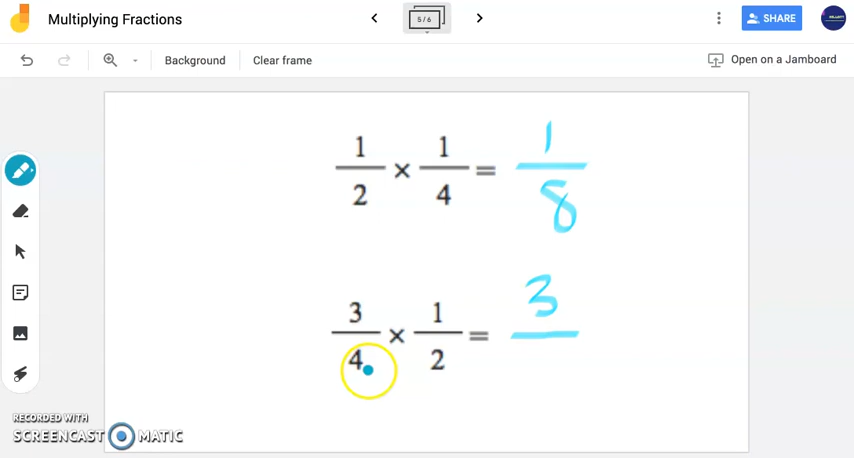 Multiplying Fractions
5 / 6
SHARE
Background
Clear frame
Open on a Jamboard
1/2 × 1/4 = 1/8
3/4 × 1/2 = 3/
RECORDED WITH
SCREENCAST MATIC